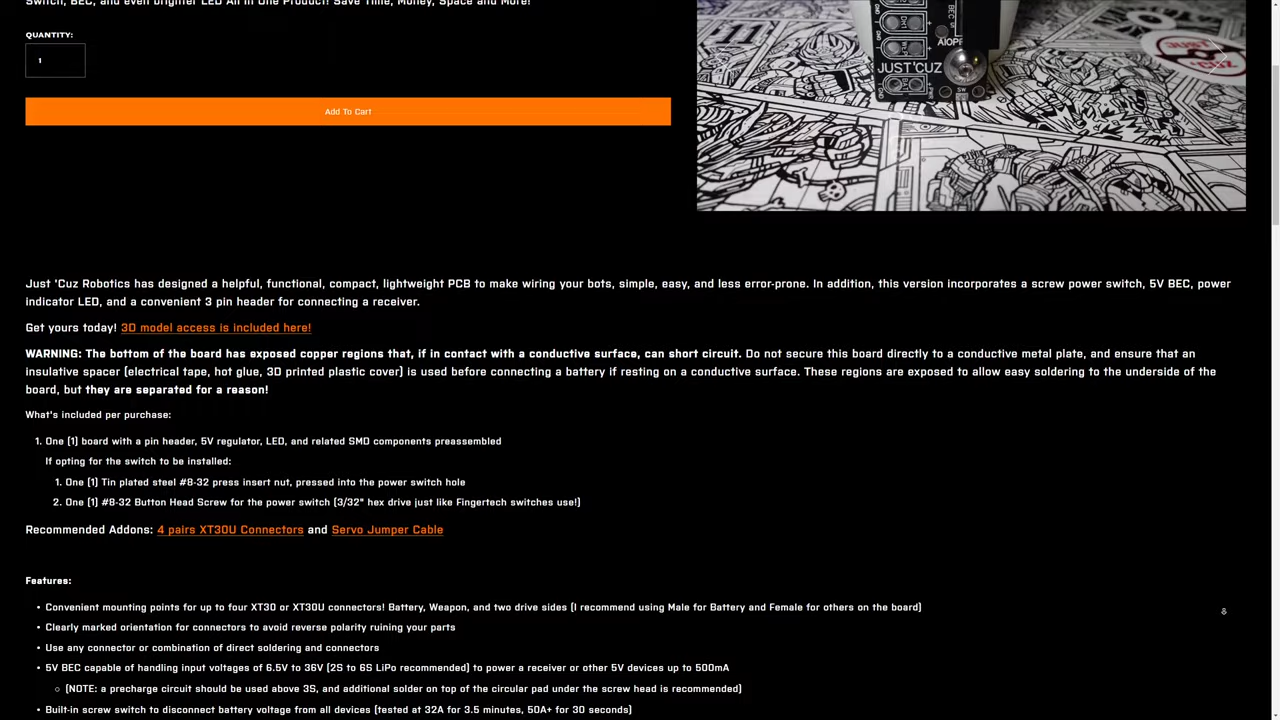 Switch, BEC, and even brighter LED All In One Product! Save Time, Money, Space and More!
QUANTITY:
1
Add To Cart
BEC 5V
AIOPF
JUST 'CUZ
GND
SW
Just 'Cuz Robotics has designed a helpful, functional, compact, lightweight PCB to make wiring your bots, simple, easy, and less error-prone. In addition, this version incorporates a screw power switch, 5V BEC, power
indicator LED, and a convenient 3 pin header for connecting a receiver.
Get yours today! 3D model access is included here!
WARNING: The bottom of the board has exposed copper regions that, if in contact with a conductive surface, can short circuit. Do not secure this board directly to a conductive metal plate, and ensure that an
insulative spacer (electrical tape, hot glue, 3D printed plastic cover) is used before connecting a battery if resting on a conductive surface. These regions are exposed to allow easy soldering to the underside of the
board, but they are separated for a reason!
What's included per purchase:
1. One (1) board with a pin header, 5V regulator, LED, and related SMD components preassembled
If opting for the switch to be installed:
1. One (1) Tin plated steel #8-32 press insert nut, pressed into the power switch hole
2. One (1) #8-32 Button Head Screw for the power switch (3/32" hex drive just like Fingertech switches use!)
Recommended Addons: 4 pairs XT30U Connectors and Servo Jumper Cable
Features:
• Convenient mounting points for up to four XT30 or XT30U connectors! Battery, Weapon, and two drive sides (I recommend using Male for Battery and Female for others on the board)
• Clearly marked orientation for connectors to avoid reverse polarity ruining your parts
• Use any connector or combination of direct soldering and connectors
• 5V BEC capable of handling input voltages of 6.5V to 36V (2S to 6S LiPo recommended) to power a receiver or other 5V devices up to 500mA
○ (NOTE: a precharge circuit should be used above 3S, and additional solder on top of the circular pad under the screw head is recommended)
• Built-in screw switch to disconnect battery voltage from all devices (tested at 32A for 3.5 minutes, 50A+ for 30 seconds)